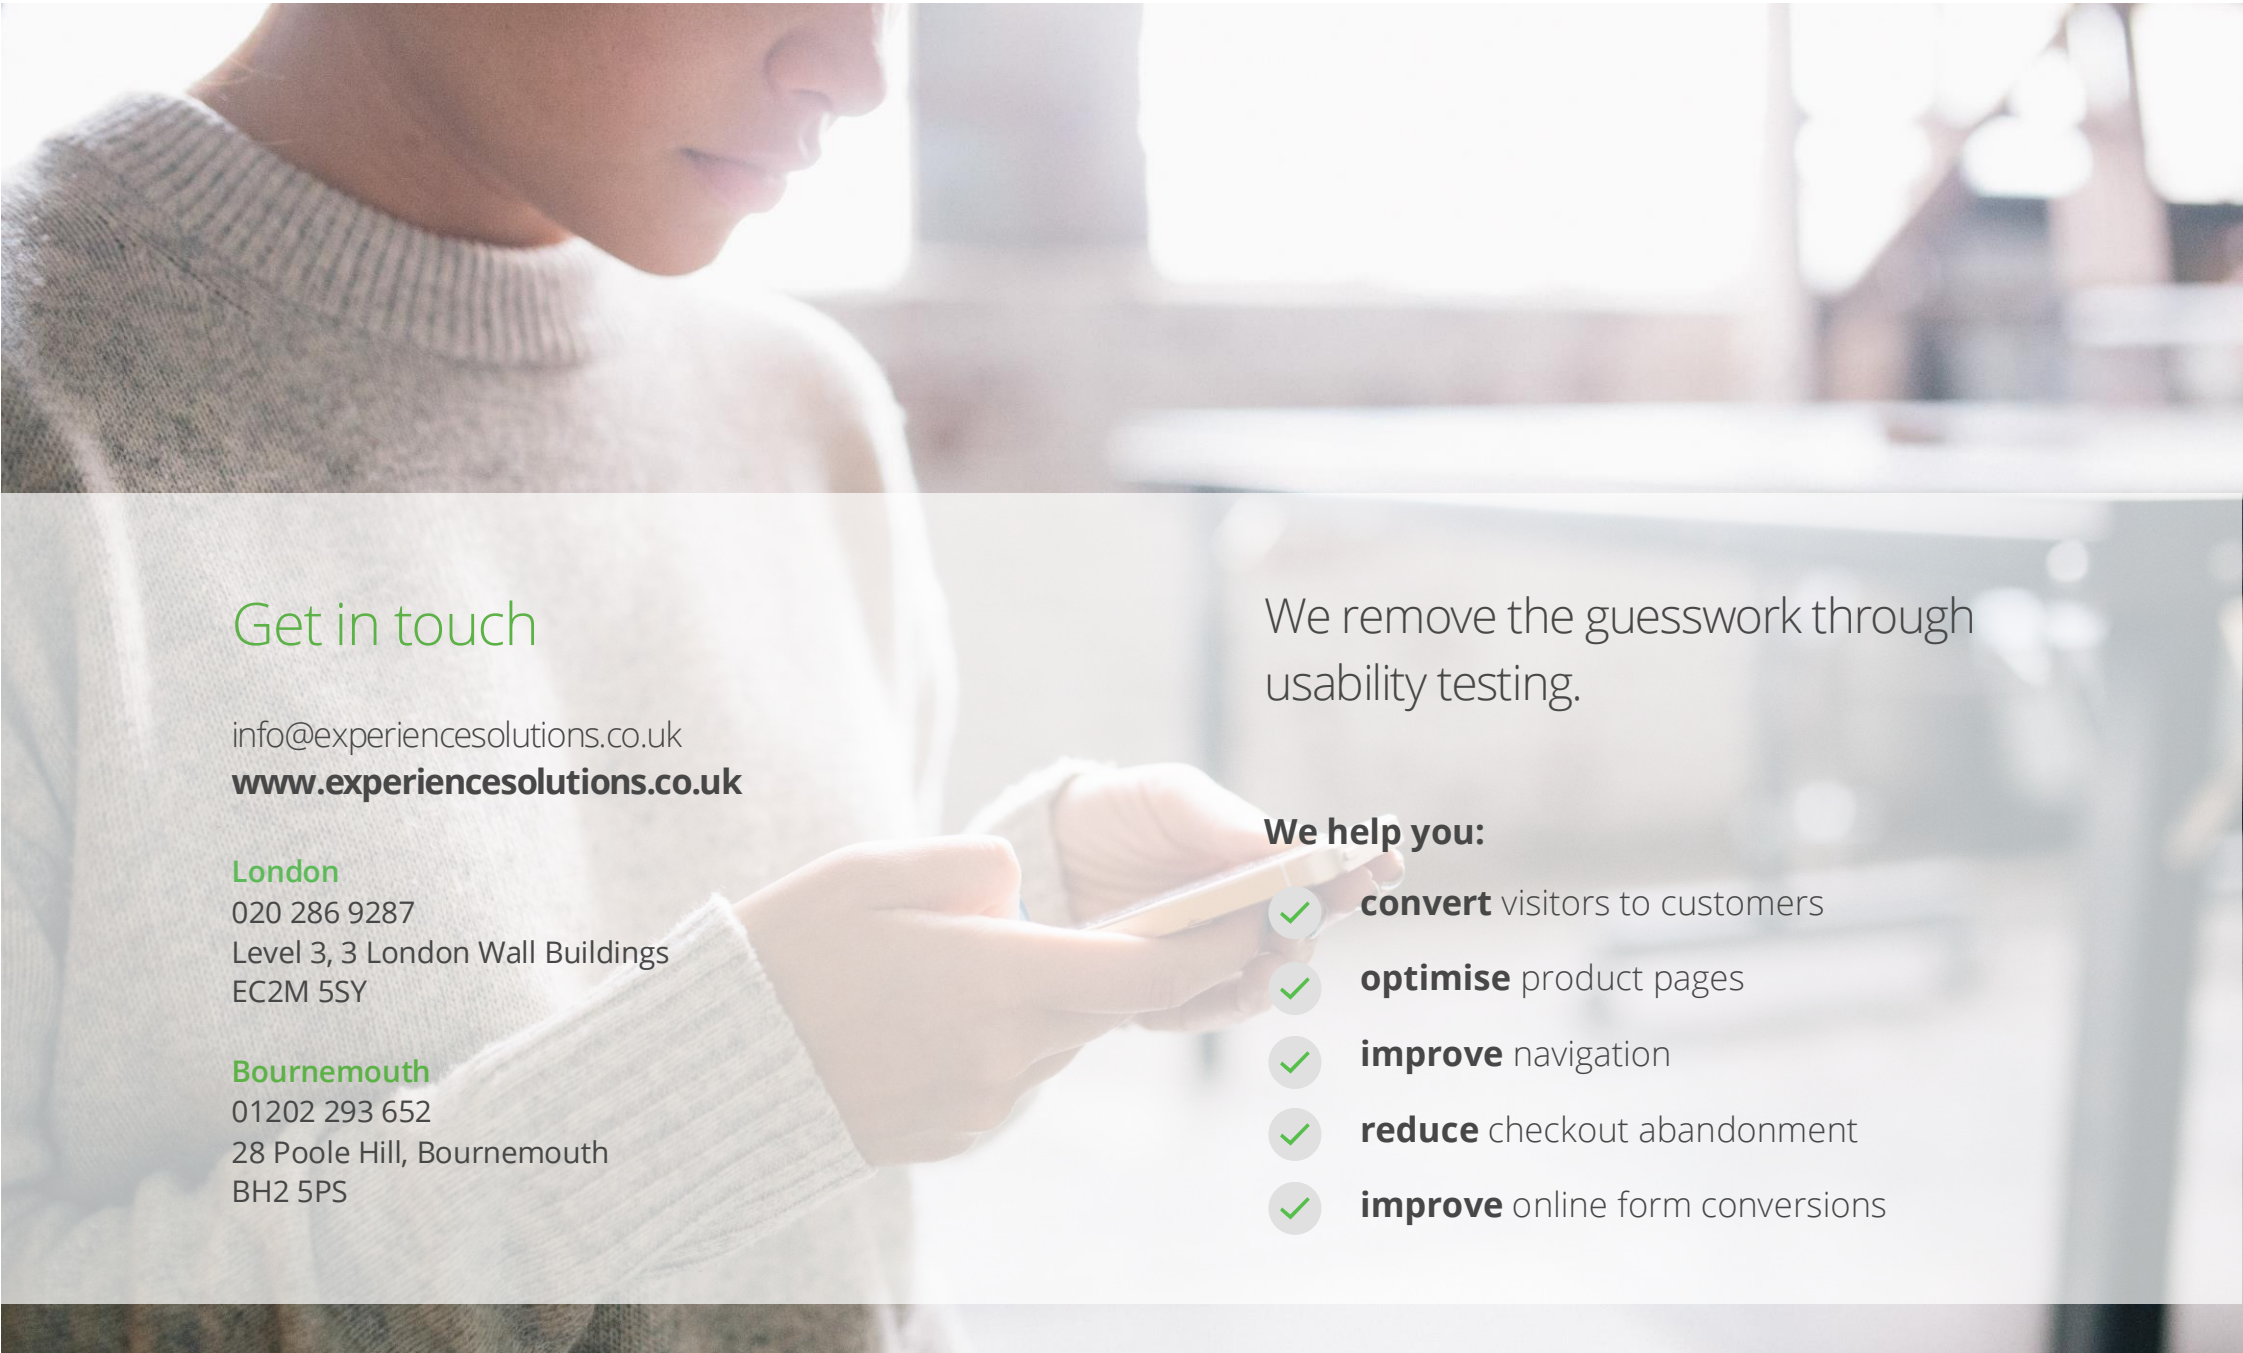 Get in touch
info@experiencesolutions.co.uk
www.experiencesolutions.co.uk
London
020 286 9287
Level 3, 3 London Wall Buildings
EC2M 5SY
Bournemouth
01202 293 652
28 Poole Hill, Bournemouth
BH2 5PS
We remove the guesswork through
usability testing.
We help you:
convert visitors to customers
optimise product pages
improve navigation
reduce checkout abandonment
improve online form conversions